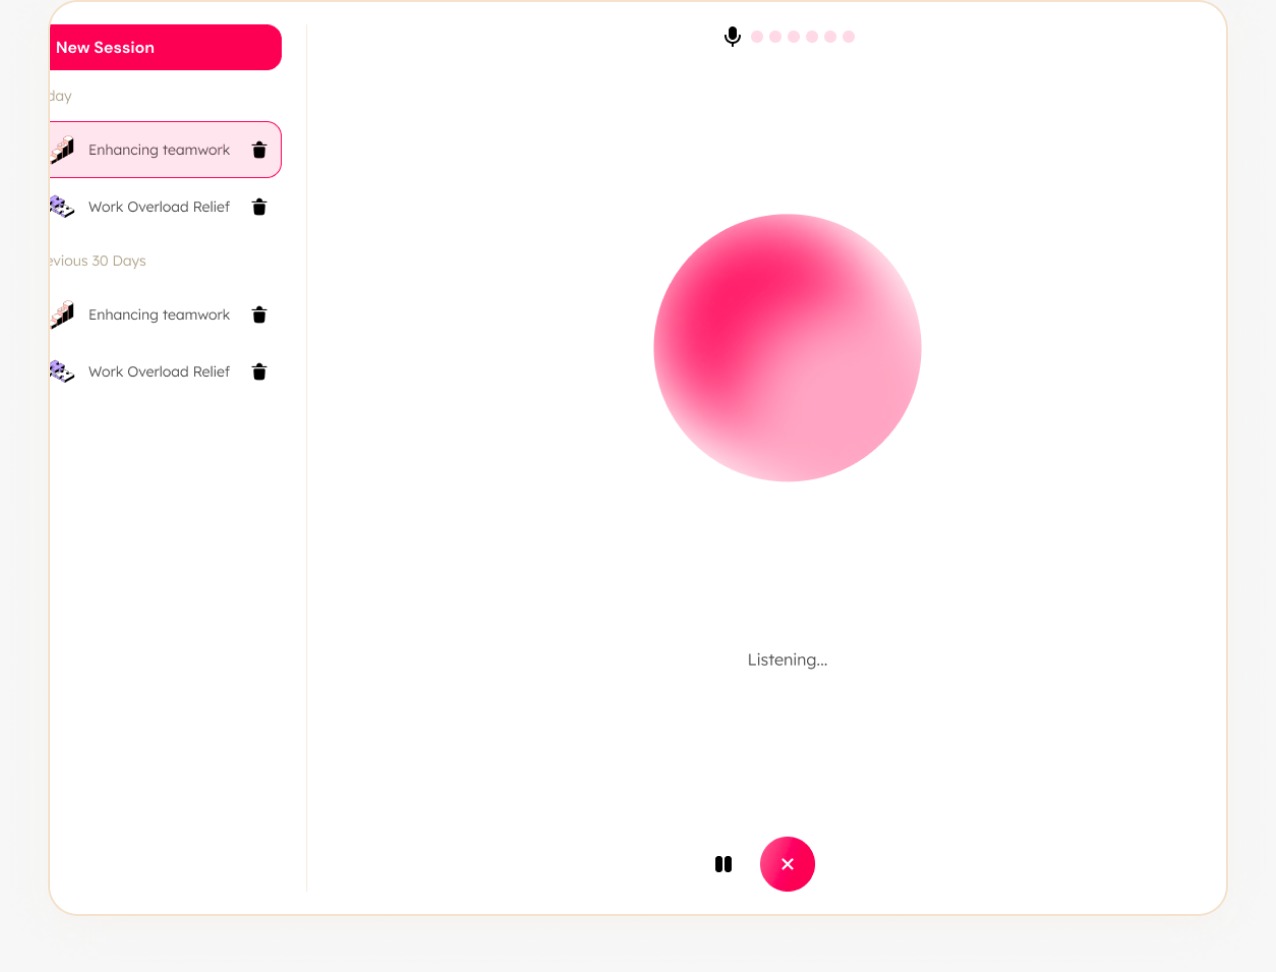 New Session
day
Enhancing teamwork
Work Overload Relief
evious 30 Days
Enhancing teamwork
Work Overload Relief
Listening...